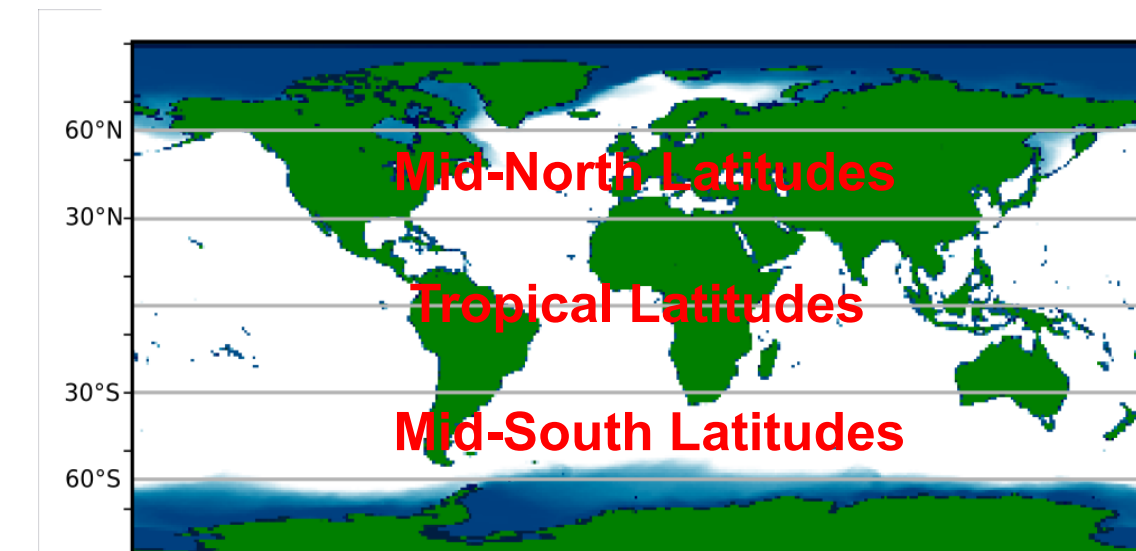 60°N
Mid-North Latitudes
30°N
Tropical Latitudes
30°S
Mid-South Latitudes
60°S